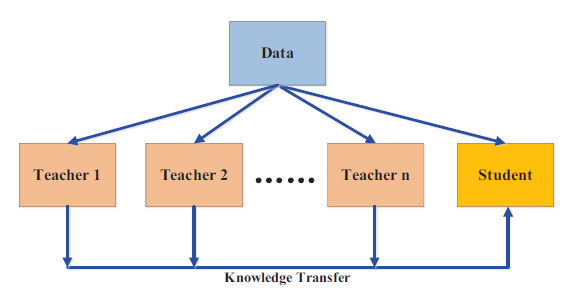 Data
Teacher 1
Teacher 2
......
Teacher n
Student
Knowledge Transfer